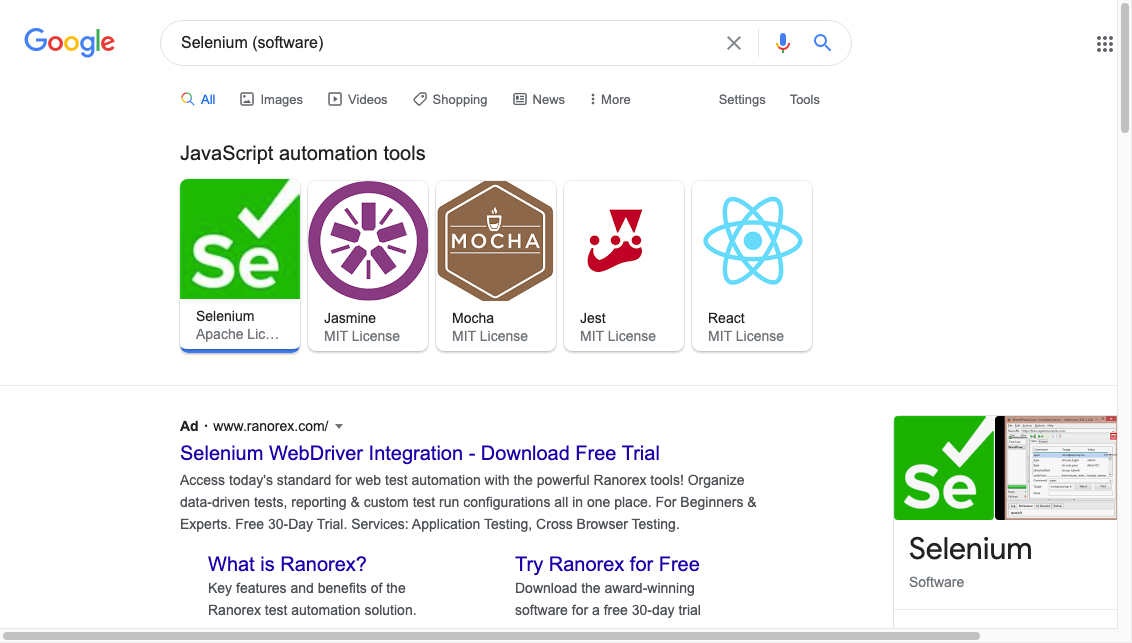 Google
Selenium (software)
All
Images
Videos
Shopping
News
More
Settings
Tools
JavaScript automation tools
Se
MOCHA
Selenium
Apache Lic…
Jasmine
MIT License
Mocha
MIT License
Jest
MIT License
React
MIT License
Ad · www.ranorex.com/
Selenium WebDriver Integration - Download Free Trial
Access today's standard for web test automation with the powerful Ranorex tools! Organize
data-driven tests, reporting & custom test run configurations all in one place. For Beginners &
Experts. Free 30-Day Trial. Services: Application Testing, Cross Browser Testing.
What is Ranorex?
Key features and benefits of the
Ranorex test automation solution.
Try Ranorex for Free
Download the award-winning
software for a free 30-day trial
Se
Selenium
Software